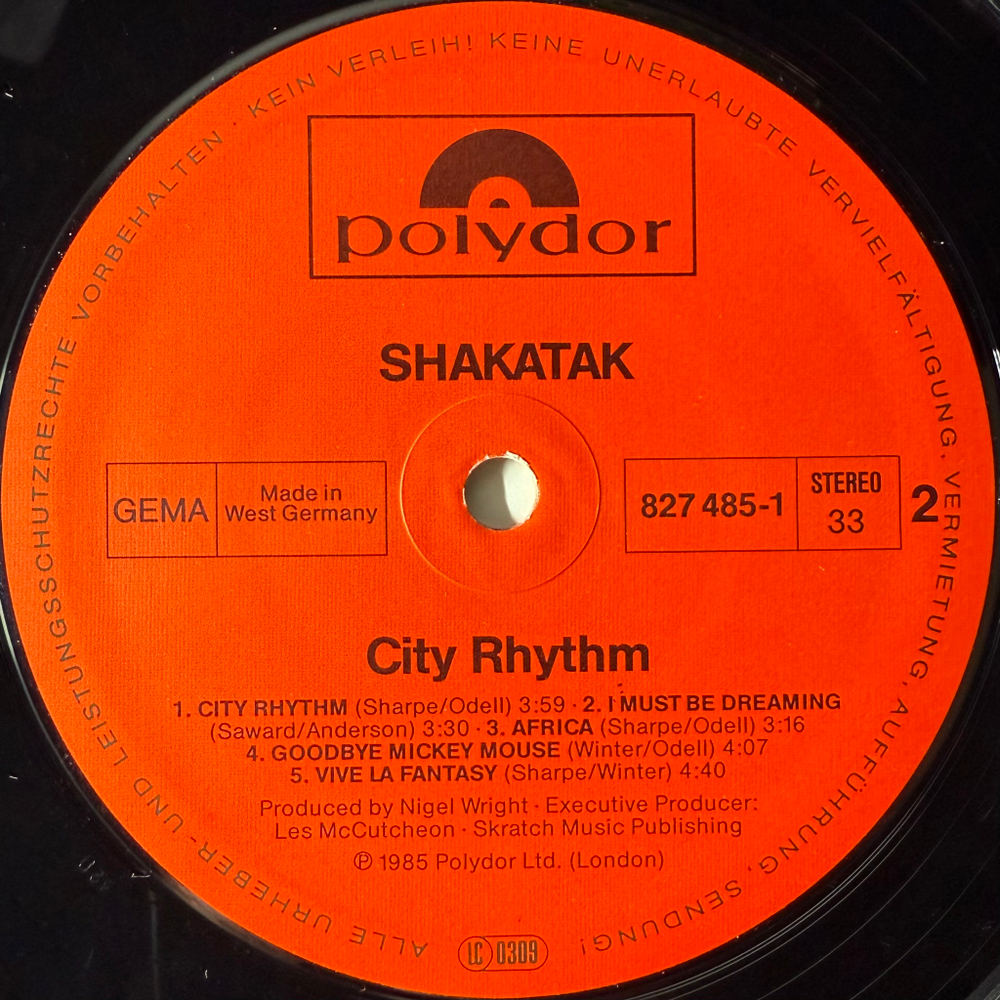 ALLE URHEBER- UND LEISTUNGSSCHUTZRECHTE VORBEHALTEN · KEIN VERLEIH! KEINE UNERLAUBTE VERVIELFÄLTIGUNG, VERMIETUNG, AUFFÜHRUNG, SENDUNG!
polydor
SHAKATAK
GEMA
Made in
West Germany
827 485-1
STEREO
33
2
City Rhythm
1. CITY RHYTHM (Sharpe/Odell) 3:59 · 2. I MUST BE DREAMING
(Saward/Anderson) 3:30 · 3. AFRICA (Sharpe/Odell) 3:16
4. GOODBYE MICKEY MOUSE (Winter/Odell) 4:07
5. VIVE LA FANTASY (Sharpe/Winter) 4:40
Produced by Nigel Wright · Executive Producer:
Les McCutcheon · Skratch Music Publishing
℗ 1985 Polydor Ltd. (London)
LC 0309